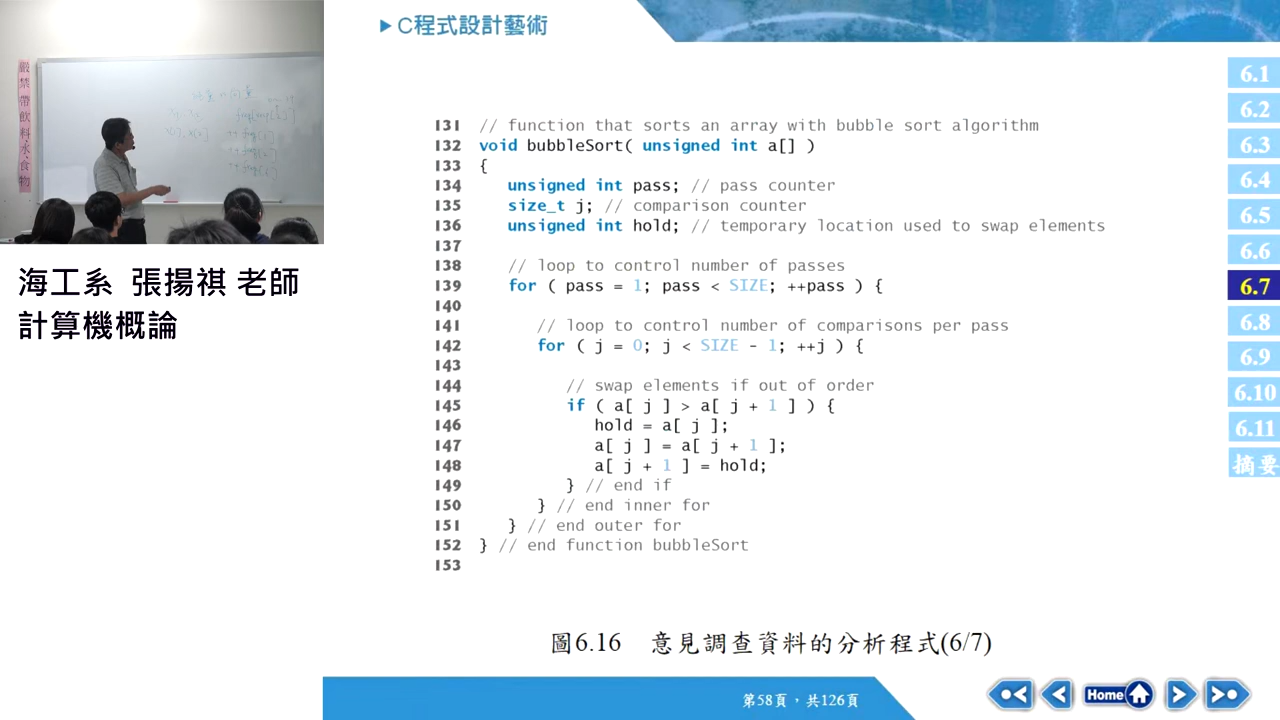 ▶C程式設計藝術
嚴禁帶飲料、水、食物
海工系 張揚祺 老師
計算機概論
131 // function that sorts an array with bubble sort algorithm
132 void bubbleSort( unsigned int a[] )
133 {
134 unsigned int pass; // pass counter
135 size_t j; // comparison counter
136 unsigned int hold; // temporary location used to swap elements
137
138 // loop to control number of passes
139 for ( pass = 1; pass < SIZE; ++pass ) {
140
141 // loop to control number of comparisons per pass
142 for ( j = 0; j < SIZE - 1; ++j ) {
143
144 // swap elements if out of order
145 if ( a[ j ] > a[ j + 1 ] ) {
146 hold = a[ j ];
147 a[ j ] = a[ j + 1 ];
148 a[ j + 1 ] = hold;
149 } // end if
150 } // end inner for
151 } // end outer for
152 } // end function bubbleSort
153
圖6.16 意見調查資料的分析程式(6/7)
6.1
6.2
6.3
6.4
6.5
6.6
6.7
6.8
6.9
6.10
6.11
摘要
第58頁，共126頁
Home